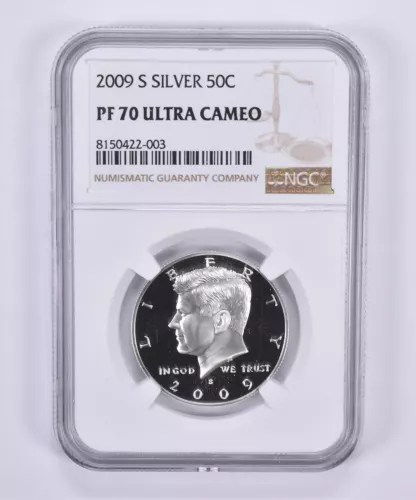 2009 S SILVER 50C
PF 70 ULTRA CAMEO
8150422-003
NUMISMATIC GUARANTY COMPANY
NGC
LIBERTY
IN GOD WE TRUST
S
2009